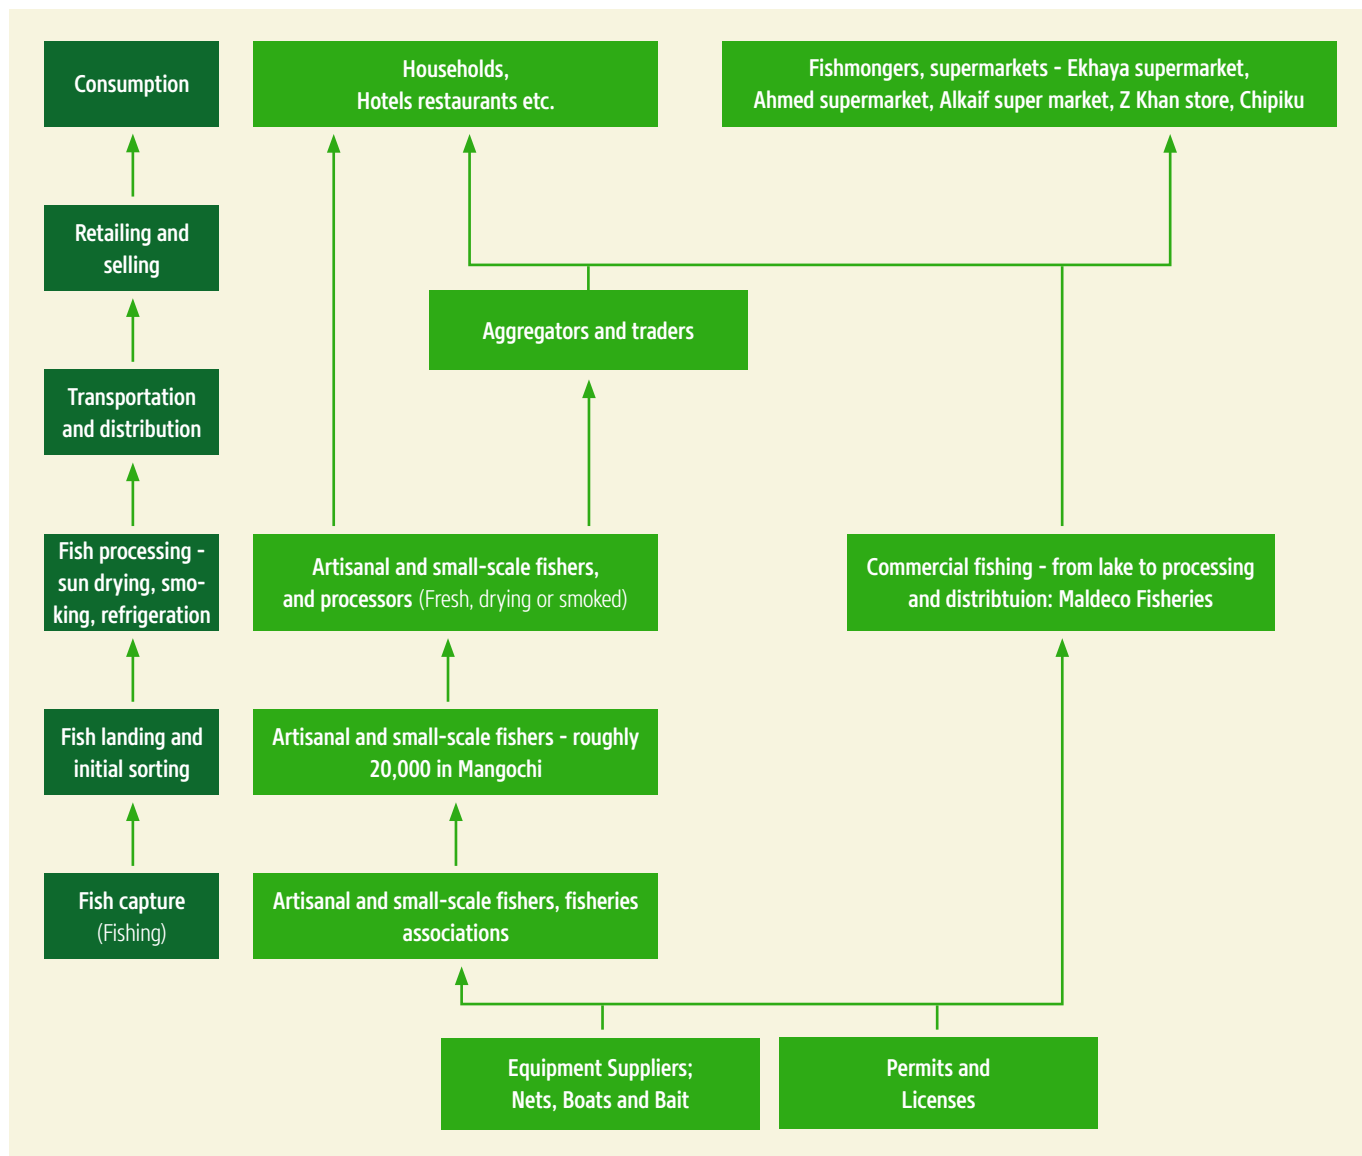 Consumption
Households,
Hotels restaurants etc.
Fishmongers, supermarkets - Ekhaya supermarket,
Ahmed supermarket, Alkaif super market, Z Khan store, Chipiku
Retailing and
selling
Aggregators and traders
Transportation
and distribution
Fish processing -
sun drying, smo-
king, refrigeration
Artisanal and small-scale fishers,
and processors (Fresh, drying or smoked)
Commercial fishing - from lake to processing
and distribtuion: Maldeco Fisheries
Fish landing and
initial sorting
Artisanal and small-scale fishers - roughly
20,000 in Mangochi
Fish capture
(Fishing)
Artisanal and small-scale fishers, fisheries
associations
Equipment Suppliers;
Nets, Boats and Bait
Permits and
Licenses